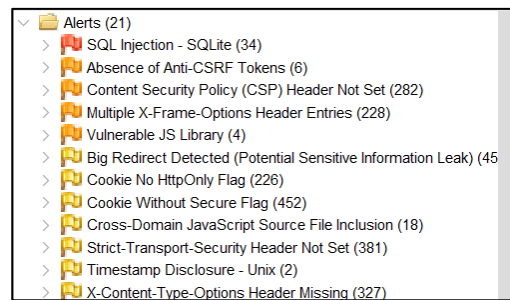 Alerts (21)
SQL Injection - SQLite (34)
Absence of Anti-CSRF Tokens (6)
Content Security Policy (CSP) Header Not Set (282)
Multiple X-Frame-Options Header Entries (228)
Vulnerable JS Library (4)
Big Redirect Detected (Potential Sensitive Information Leak) (45
Cookie No HttpOnly Flag (226)
Cookie Without Secure Flag (452)
Cross-Domain JavaScript Source File Inclusion (18)
Strict-Transport-Security Header Not Set (381)
Timestamp Disclosure - Unix (2)
X-Content-Type-Options Header Missing (327)